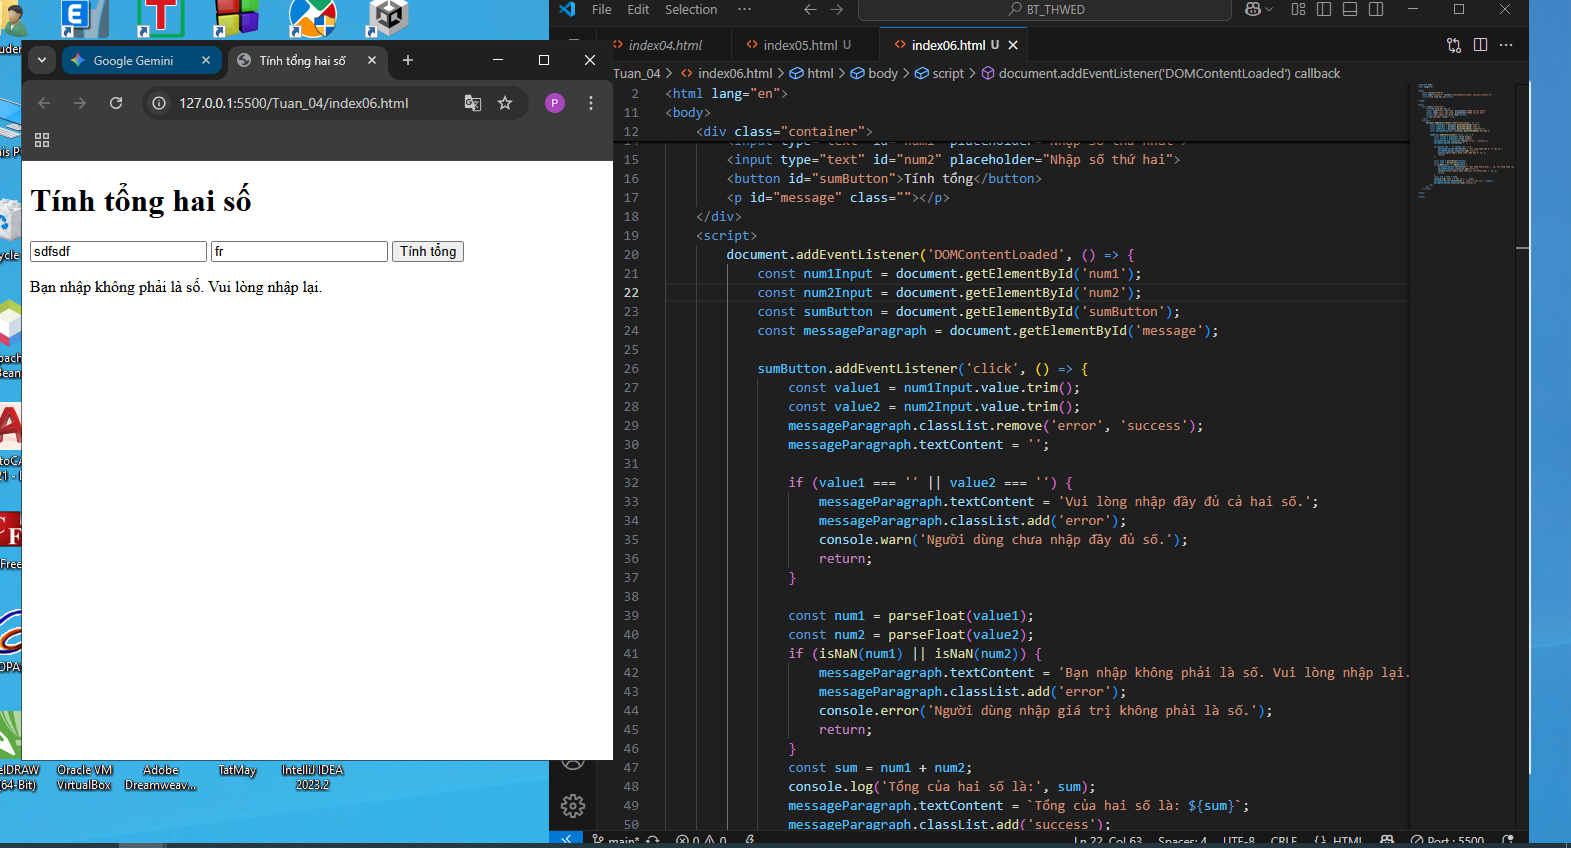 File Edit Selection ··· BT_THWED
index04.html index05.html U index06.html U
Google Gemini Tính tổng hai số
127.0.0.1:5500/Tuan_04/index06.html P
Tuan_04 > index06.html > html > body > script > document.addEventListener('DOMContentLoaded') callback
Tính tổng hai số
sdfsdf fr Tính tổng
Bạn nhập không phải là số. Vui lòng nhập lại.
2 <html lang="en">
11 <body>
12 <div class="container">
14 <input type="text" id="num1" placeholder="Nhập số thứ nhất">
15 <input type="text" id="num2" placeholder="Nhập số thứ hai">
16 <button id="sumButton">Tính tổng</button>
17 <p id="message" class=""></p>
18 </div>
19 <script>
20 document.addEventListener('DOMContentLoaded', () => {
21 const num1Input = document.getElementById('num1');
22 const num2Input = document.getElementById('num2');
23 const sumButton = document.getElementById('sumButton');
24 const messageParagraph = document.getElementById('message');
25
26 sumButton.addEventListener('click', () => {
27 const value1 = num1Input.value.trim();
28 const value2 = num2Input.value.trim();
29 messageParagraph.classList.remove('error', 'success');
30 messageParagraph.textContent = '';
31
32 if (value1 === '' || value2 === '') {
33 messageParagraph.textContent = 'Vui lòng nhập đầy đủ cả hai số.';
34 messageParagraph.classList.add('error');
35 console.warn('Người dùng chưa nhập đầy đủ số.');
36 return;
37 }
38
39 const num1 = parseFloat(value1);
40 const num2 = parseFloat(value2);
41 if (isNaN(num1) || isNaN(num2)) {
42 messageParagraph.textContent = 'Bạn nhập không phải là số. Vui lòng nhập lại.
43 messageParagraph.classList.add('error');
44 console.error('Người dùng nhập giá trị không phải là số.');
45 return;
46 }
47 const sum = num1 + num2;
48 console.log('Tổng của hai số là:', sum);
49 messageParagraph.textContent = `Tổng của hai số là: ${sum}`;
50 messageParagraph.classList.add('success');
main* 0 0 Ln 22, Col 63 Spaces: 4 UTF-8 CRLF {} HTML Port : 5500
elDRAW
(64-Bit)
Oracle VM
VirtualBox
Adobe
Dreamweav...
TatMay
IntelliJ IDEA
2023.2